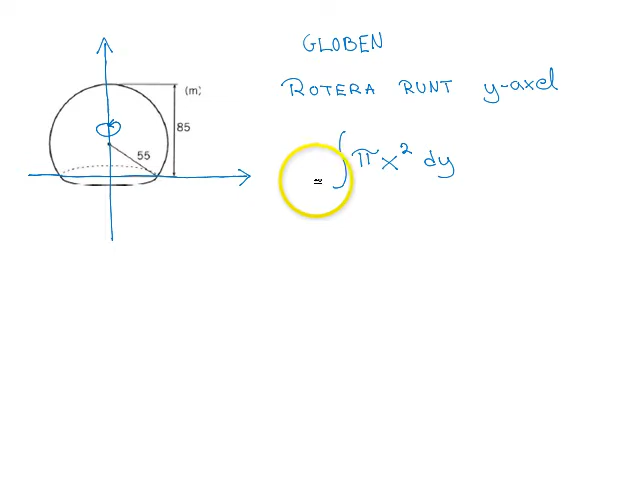 GLOBEN
ROTERA RUNT y-axel
(m)
85
55
∫πx² dy